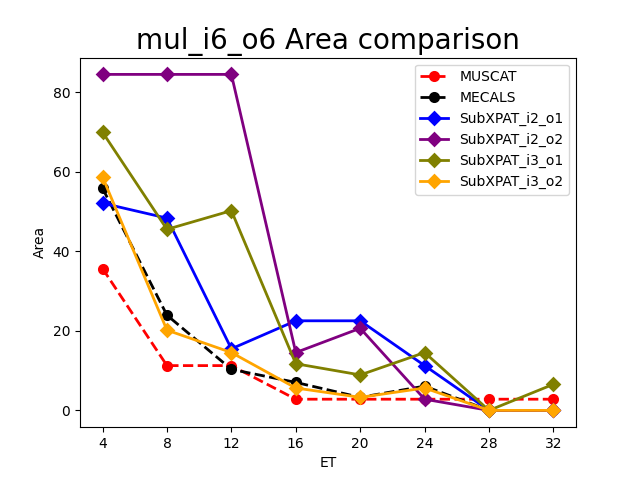 mul_i6_o6 Area comparison
MUSCAT
MECALS
SubXPAT_i2_o1
SubXPAT_i2_o2
SubXPAT_i3_o1
SubXPAT_i3_o2
Area
80
60
40
20
0
4 8 12 16 20 24 28 32
ET